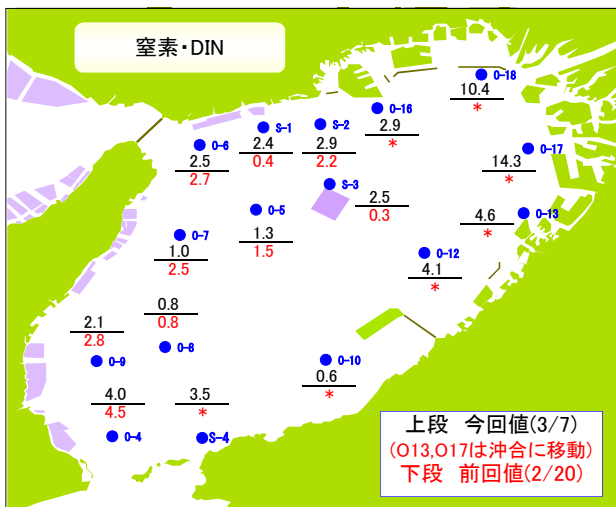 窒素・DIN
O-18
10.4
*
O-16
2.9
*
S-1
2.4
0.4
S-2
2.9
2.2
O-6
2.5
2.7
O-17
14.3
*
S-3
2.5
0.3
O-5
1.3
1.5
O-13
4.6
*
O-7
1.0
2.5
O-12
4.1
*
0.8
0.8
O-8
2.1
2.8
O-9
O-10
0.6
*
4.0
4.5
O-4
3.5
*
S-4
上段 今回値(3/7)
(O13,O17は沖合に移動)
下段 前回値(2/20)